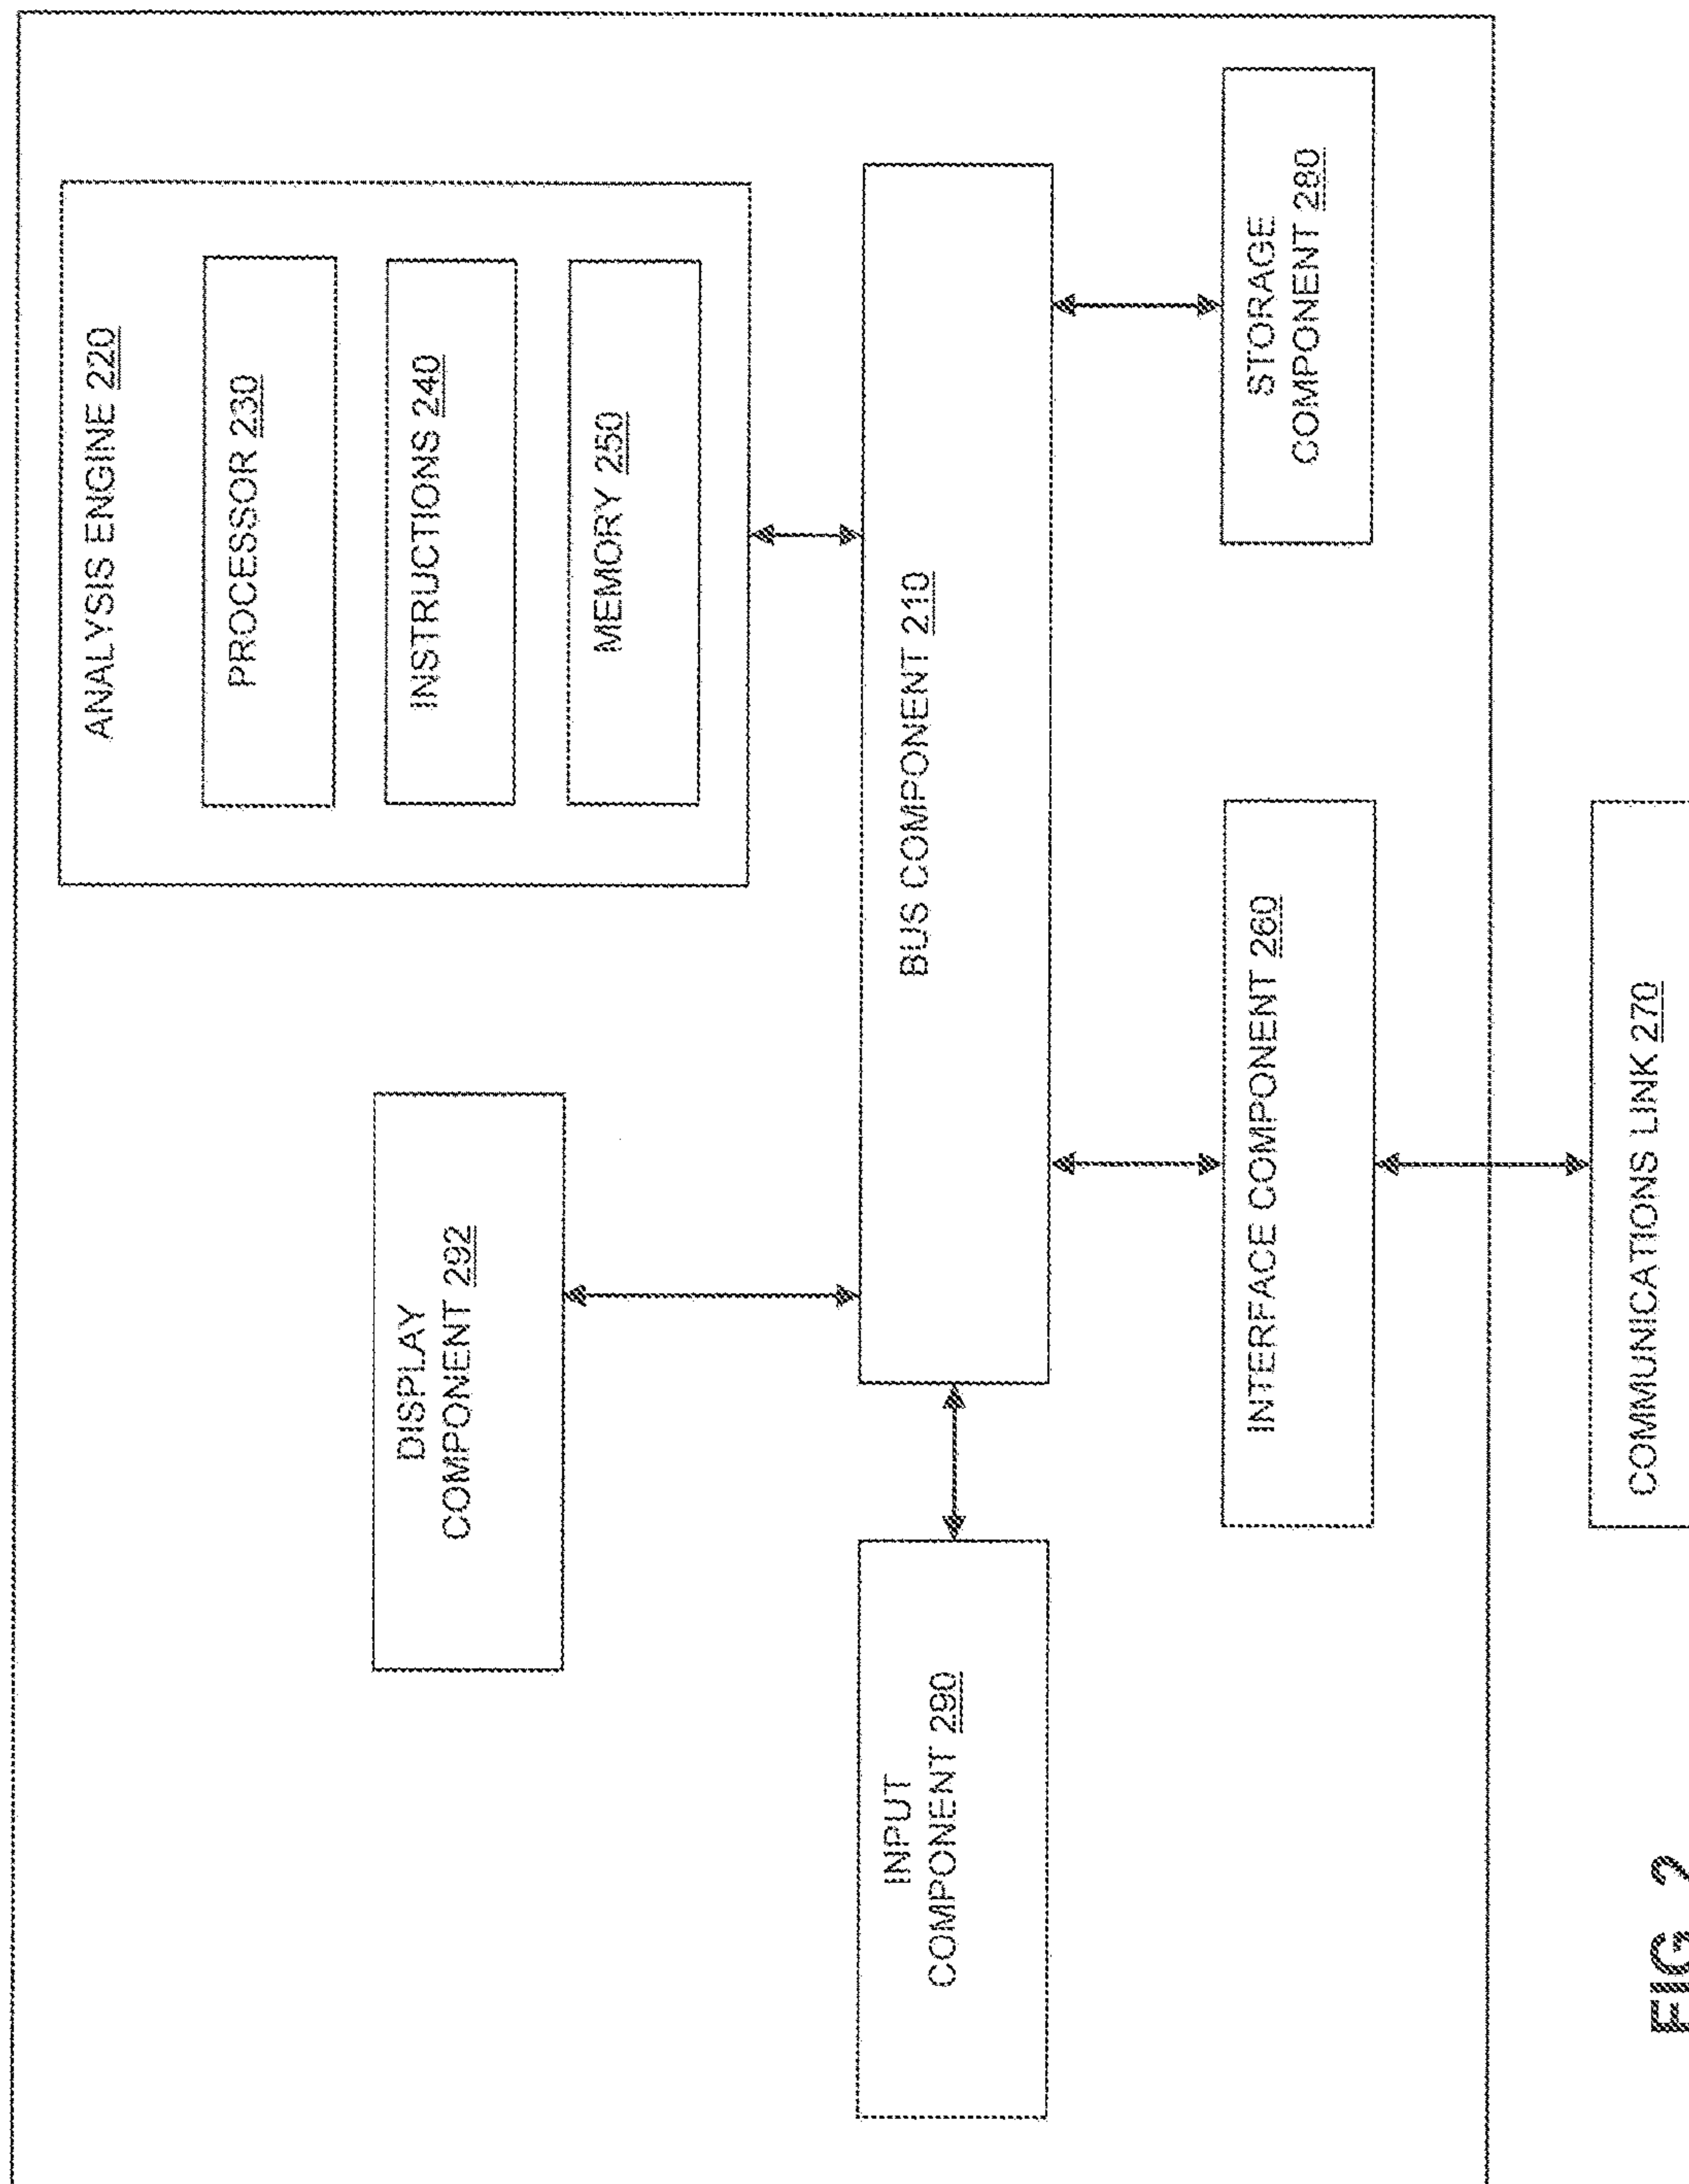 ANALYSIS ENGINE 220
PROCESSOR 230
INSTRUCTIONS 240
MEMORY 250
DISPLAY
COMPONENT 292
BUS COMPONENT 210
INPUT
COMPONENT 290
INTERFACE COMPONENT 260
STORAGE
COMPONENT 280
COMMUNICATIONS LINK 270
FIG. 2